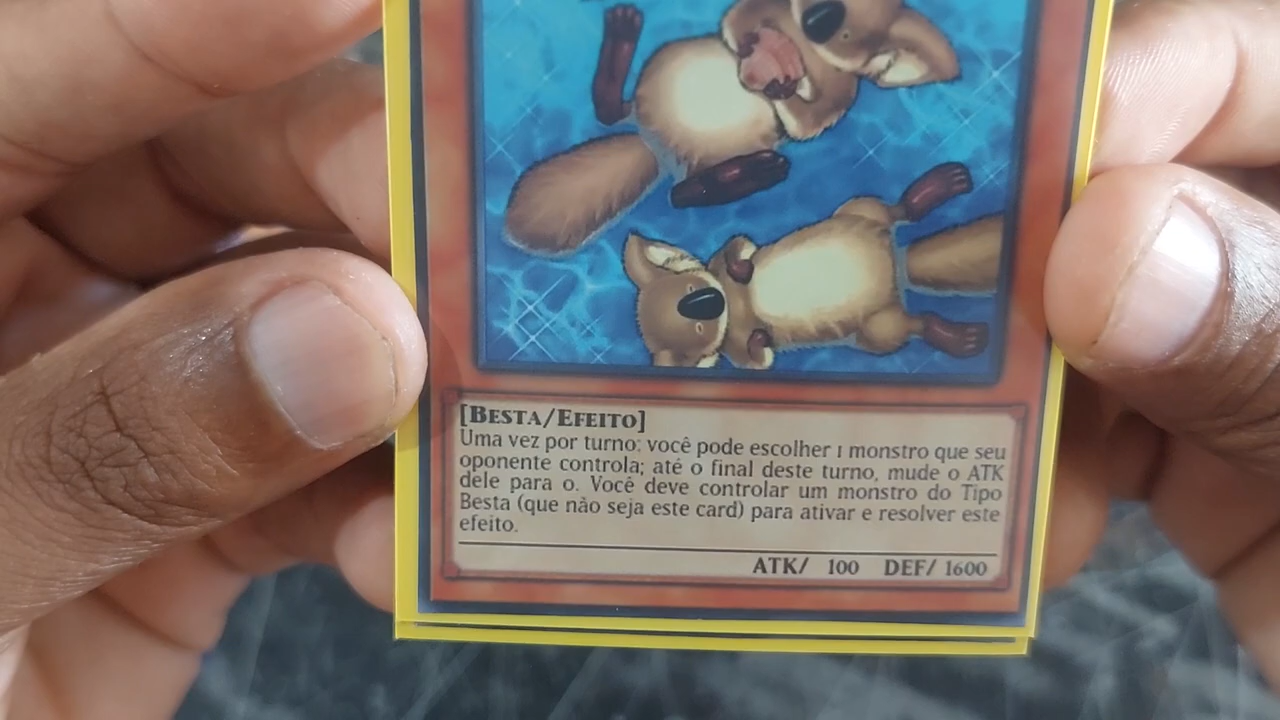 [BESTA/EFEITO]
Uma vez por turno: você pode escolher 1 monstro que seu
oponente controla; até o final deste turno, mude o ATK
dele para 0. Você deve controlar um monstro do Tipo
Besta (que não seja este card) para ativar e resolver este
efeito.
ATK/ 100 DEF/ 1600